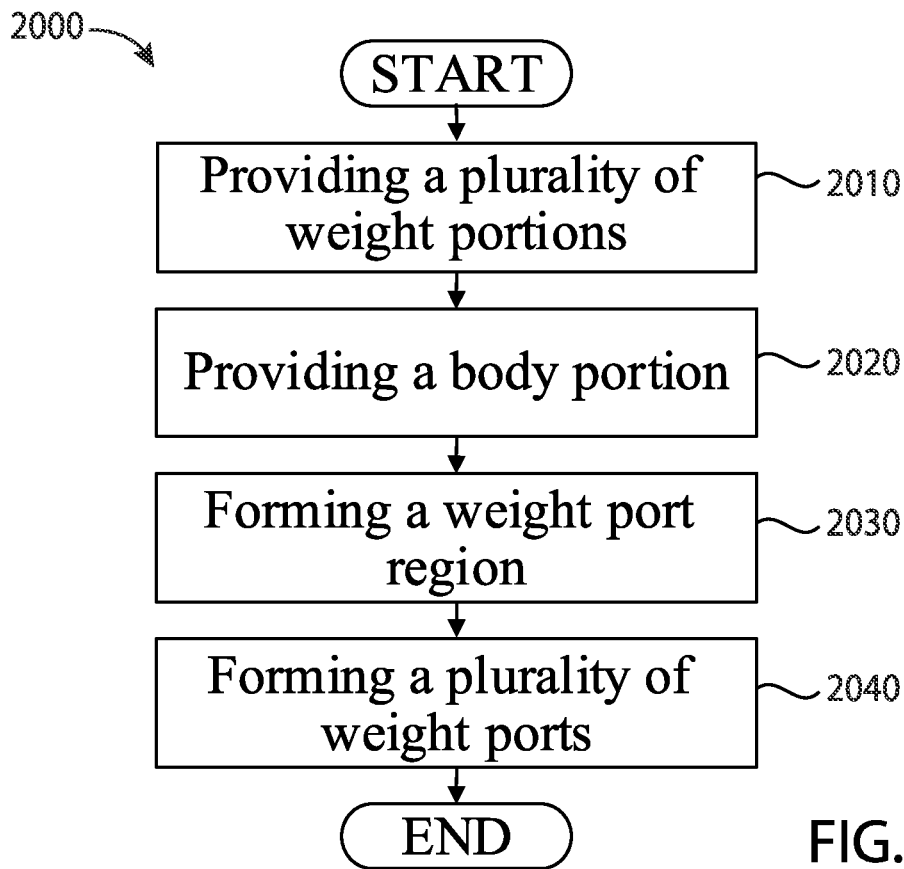 2000
START
Providing a plurality of
weight portions
2010
Providing a body portion
2020
Forming a weight port
region
2030
Forming a plurality of
weight ports
2040
END
FIG.